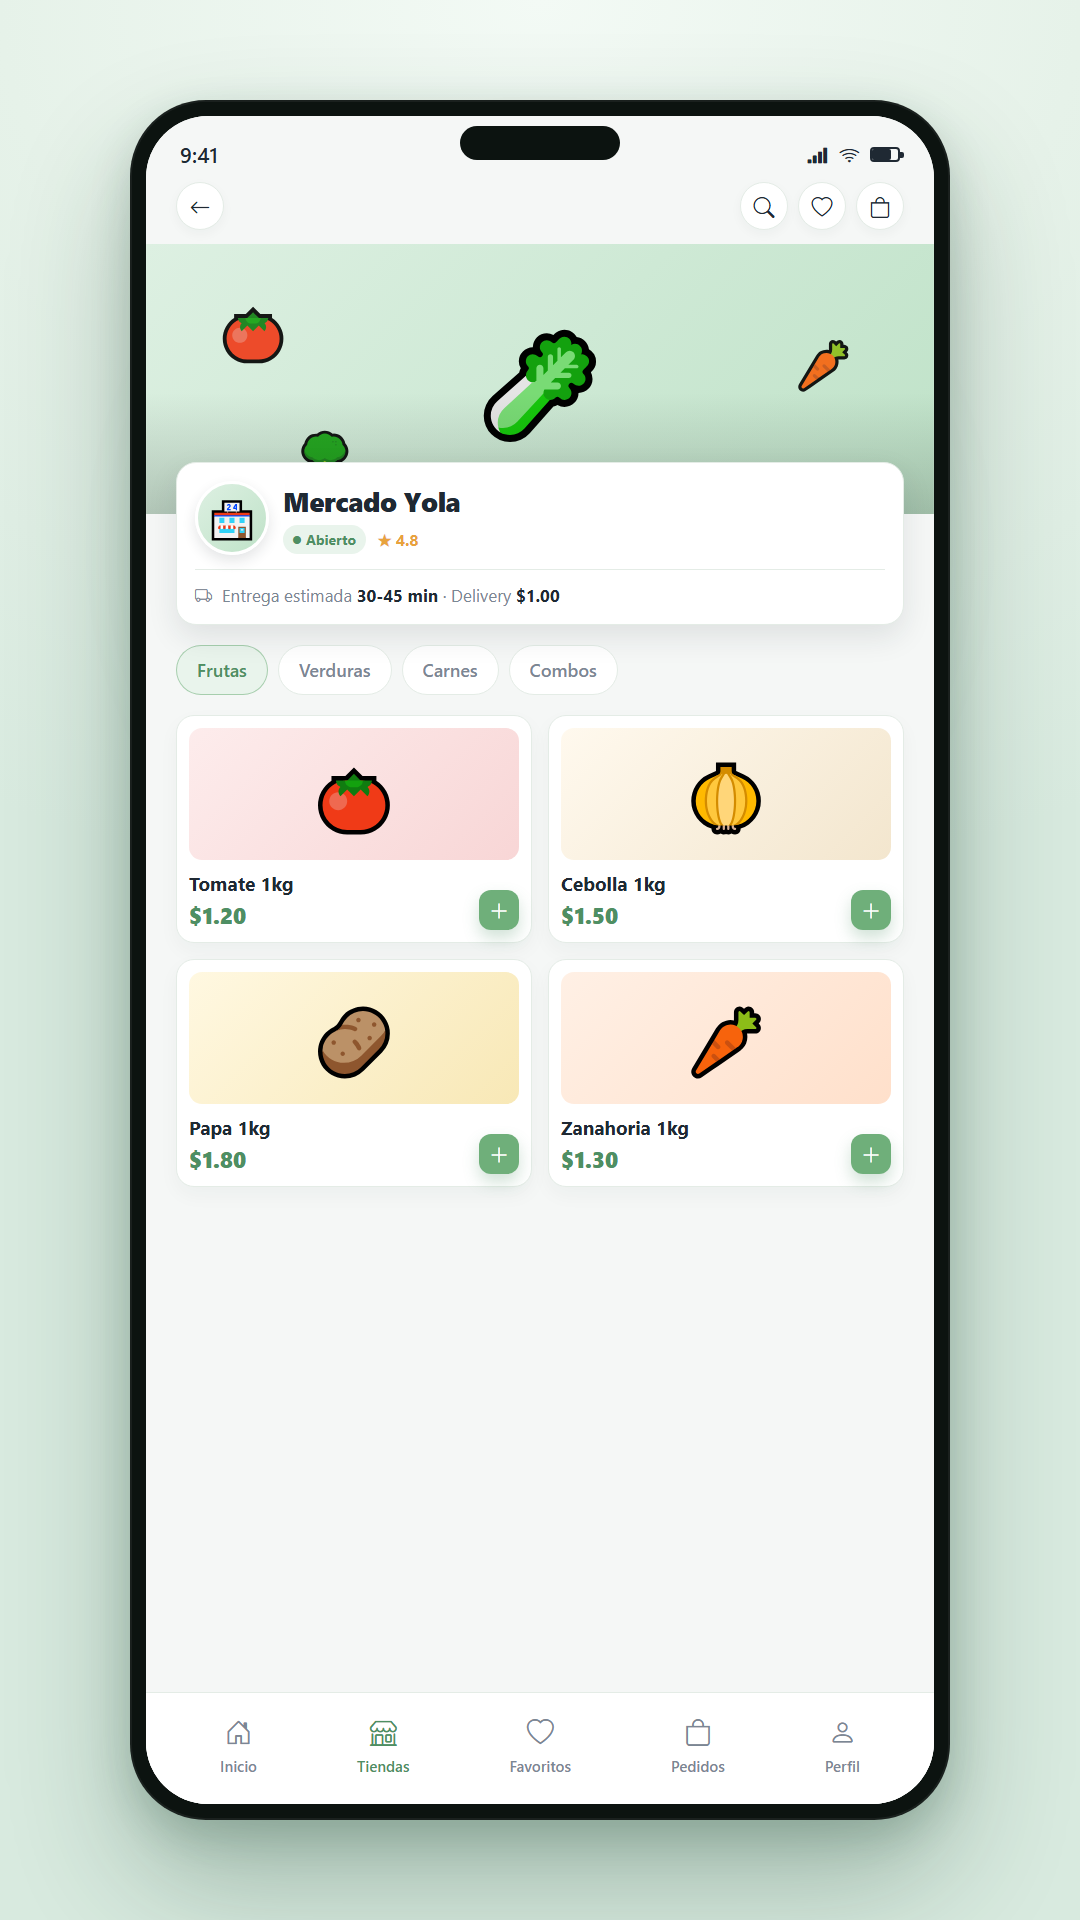 9:41
24
Mercado Yola
Abierto ★ 4.8
Entrega estimada 30-45 min · Delivery $1.00
Frutas Verduras Carnes Combos
Tomate 1kg
$1.20
Cebolla 1kg
$1.50
Papa 1kg
$1.80
Zanahoria 1kg
$1.30
Inicio Tiendas Favoritos Pedidos Perfil